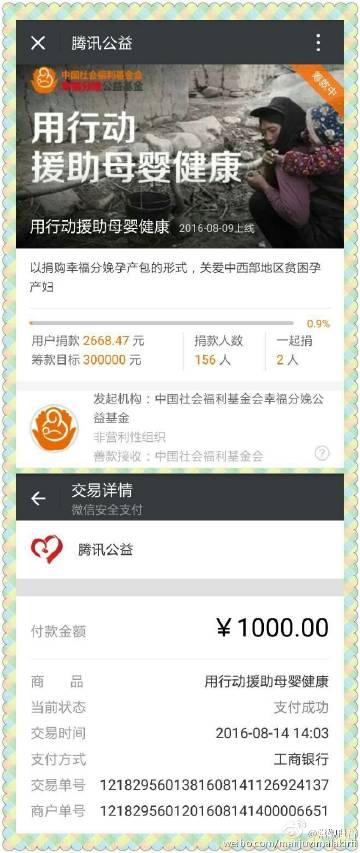 腾讯公益
中国社会福利基金会
幸福分娩公益基金
筹款中
用行动
援助母婴健康
用行动援助母婴健康 2016-08-09上线
以捐购幸福分娩孕产包的形式，关爱中西部地区贫困孕
产妇
0.9%
用户捐款 2668.47 元 捐款人数 一起捐
筹款目标 300000 元 156 人 2 人
发起机构：中国社会福利基金会幸福分娩公
益基金
非营利性组织
善款接收：中国社会福利基金会
交易详情
微信安全支付
腾讯公益
付款金额 ￥1000.00
商 品 用行动援助母婴健康
当前状态 支付成功
交易时间 2016-08-14 14:03
支付方式 工商银行
交易单号 1218295601381608141126924137
商户单号 1218295601201608141400006651